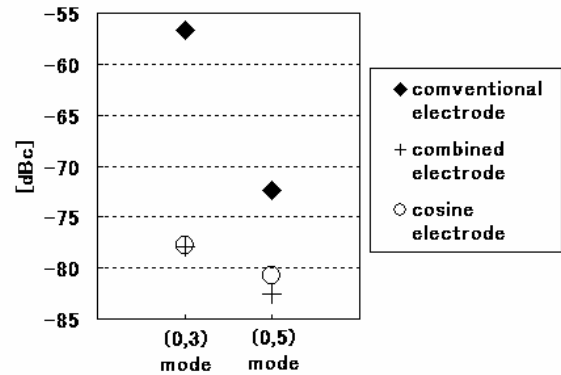 -55
-60
-65
-70
-75
-80
-85
[dBc]
(0,3) (0,5)
mode mode
comventional
electrode
combined
electrode
cosine
electrode